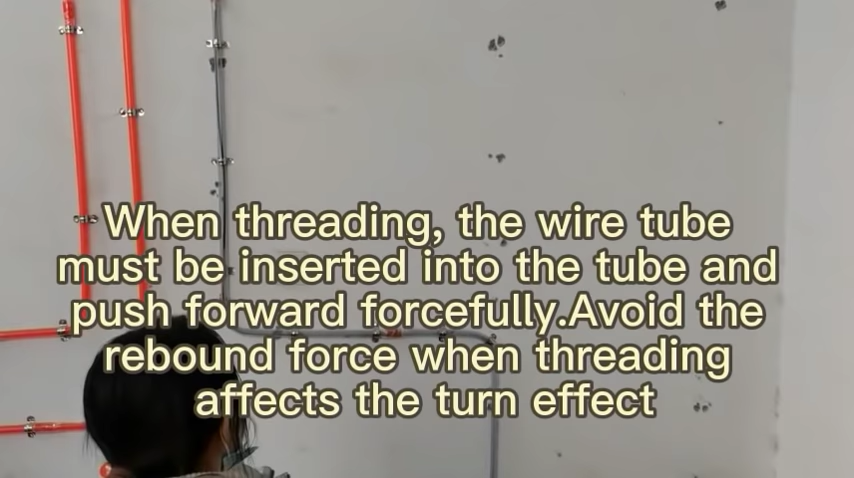 When threading, the wire tube
must be inserted into the tube and
push forward forcefully.Avoid the
rebound force when threading
affects the turn effect